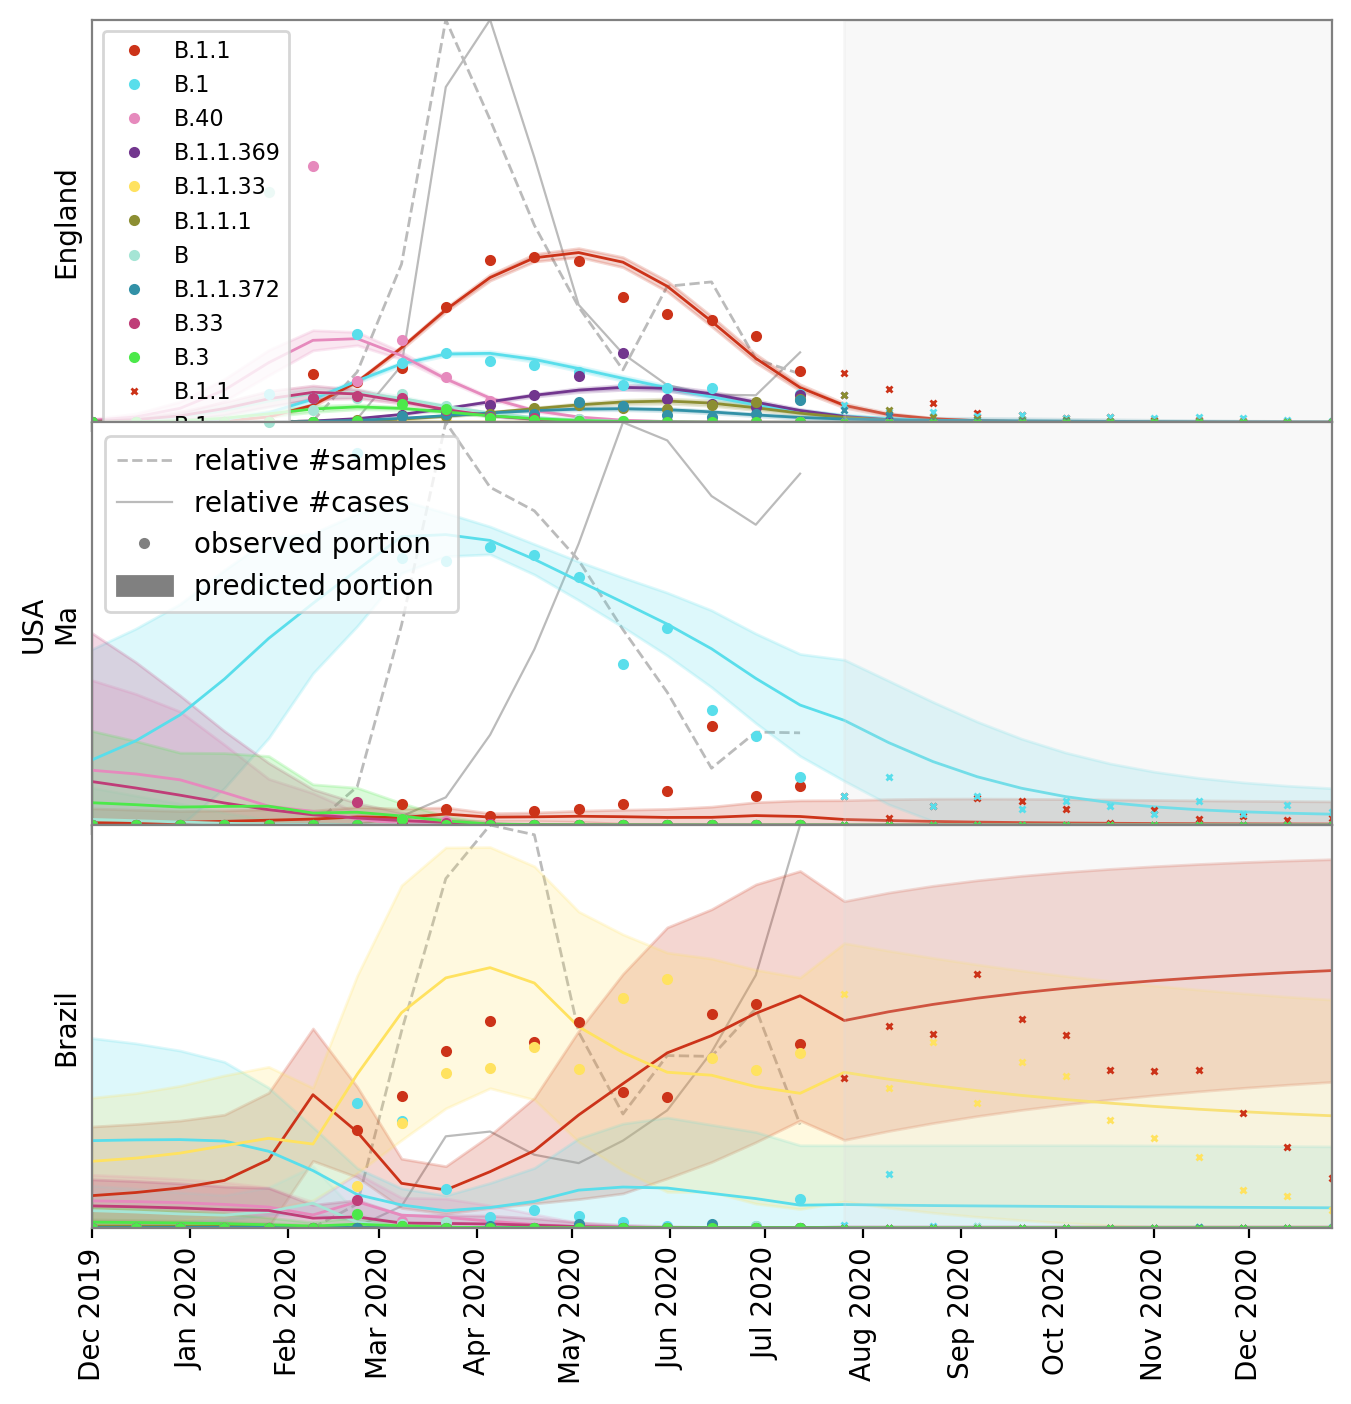 England
B.1.1
B.1
B.40
B.1.1.369
B.1.1.33
B.1.1.1
B
B.1.1.372
B.33
B.3
B.1.1
USA
Ma
relative #samples
relative #cases
observed portion
predicted portion
Brazil
Dec 2019
Jan 2020
Feb 2020
Mar 2020
Apr 2020
May 2020
Jun 2020
Jul 2020
Aug 2020
Sep 2020
Oct 2020
Nov 2020
Dec 2020